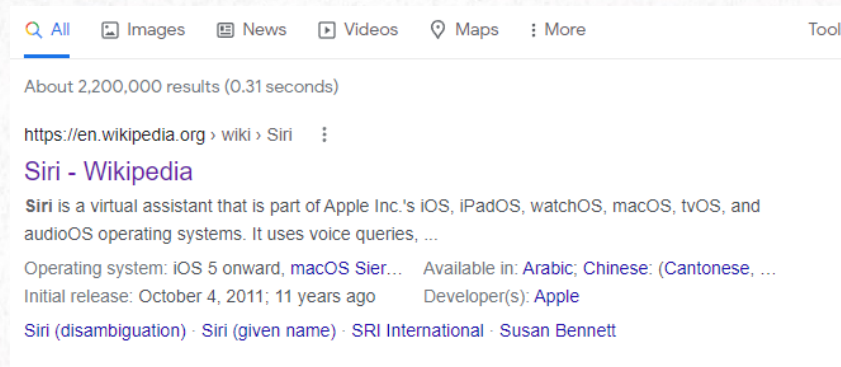 All Images News Videos Maps More Tool
About 2,200,000 results (0.31 seconds)
https://en.wikipedia.org › wiki › Siri
Siri - Wikipedia
Siri is a virtual assistant that is part of Apple Inc.'s iOS, iPadOS, watchOS, macOS, tvOS, and
audioOS operating systems. It uses voice queries, ...
Operating system: iOS 5 onward, macOS Sier... Available in: Arabic; Chinese: (Cantonese, ...
Initial release: October 4, 2011; 11 years ago Developer(s): Apple
Siri (disambiguation) · Siri (given name) · SRI International · Susan Bennett